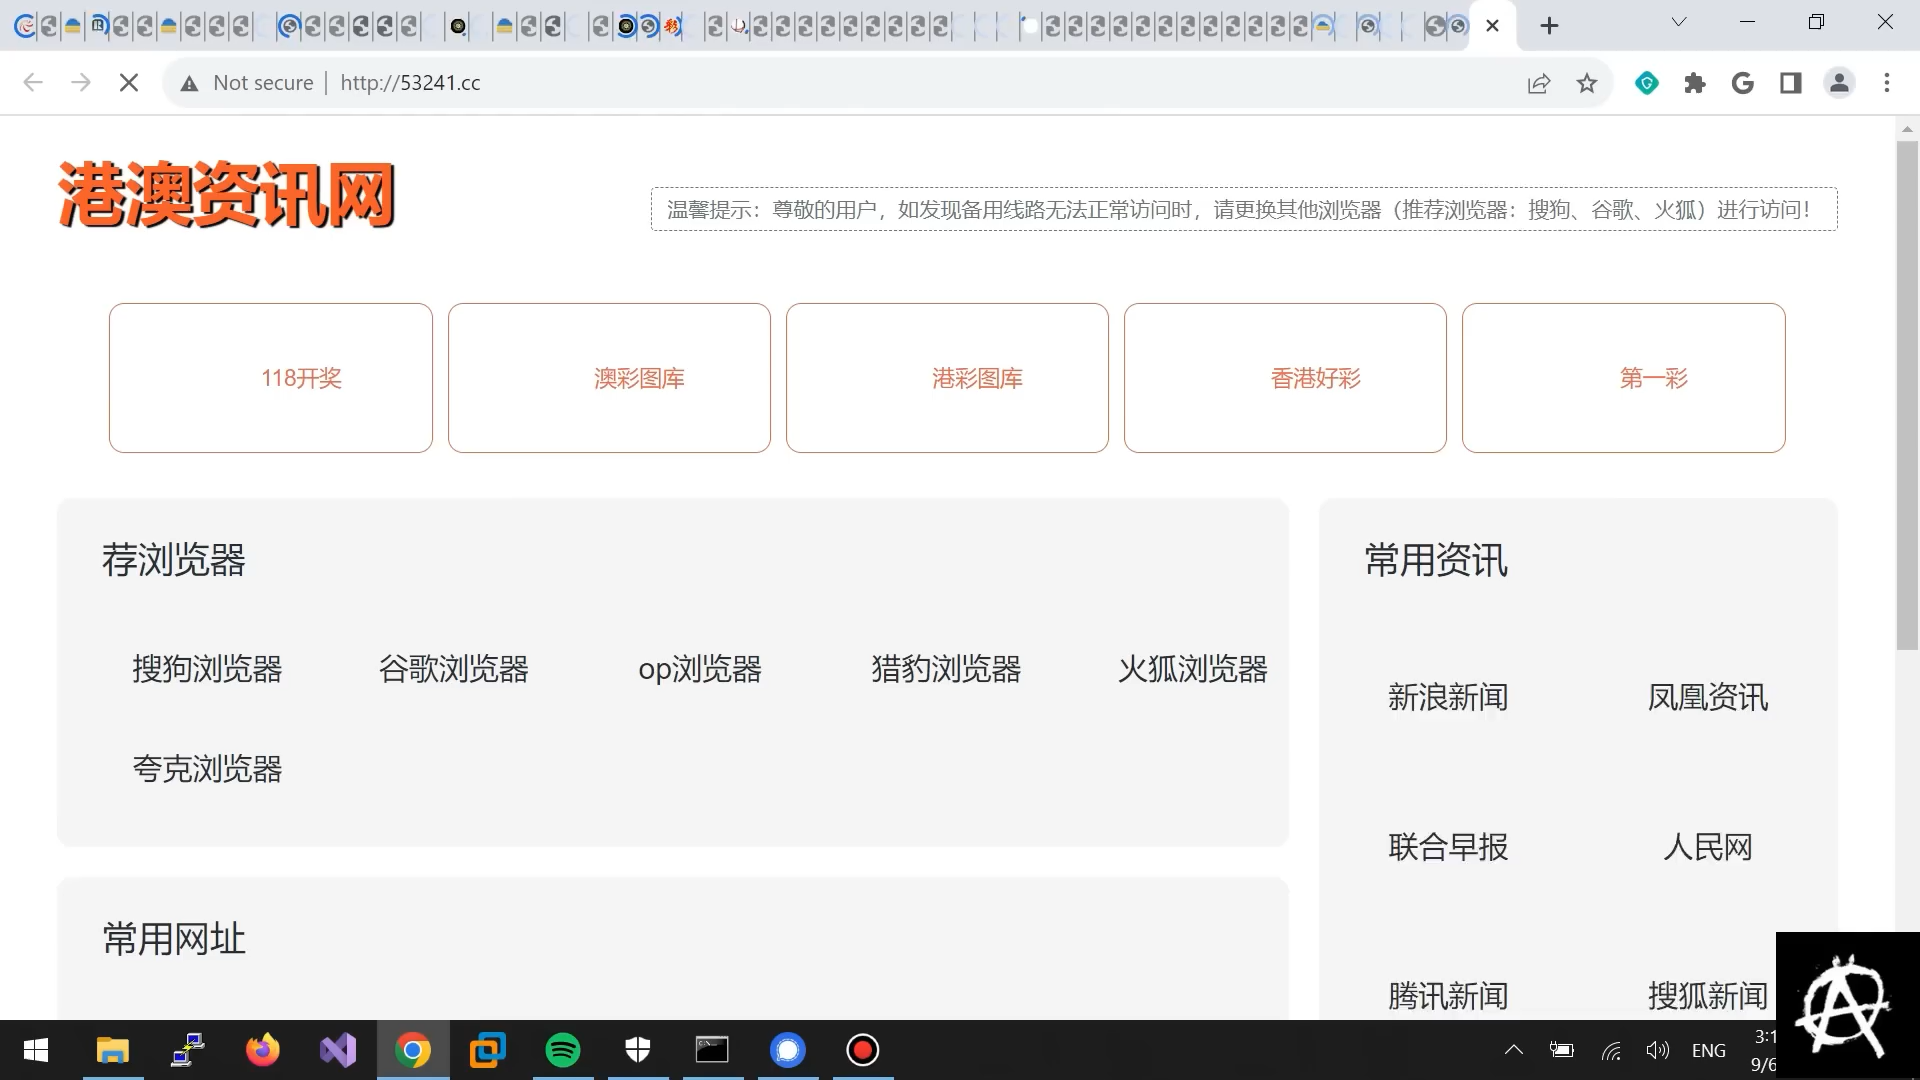 Not secure | http://53241.cc
港澳资讯网
温馨提示：尊敬的用户，如发现备用线路无法正常访问时，请更换其他浏览器（推荐浏览器：搜狗、谷歌、火狐）进行访问！
118开奖 澳彩图库 港彩图库 香港好彩 第一彩
荐浏览器
搜狗浏览器 谷歌浏览器 op浏览器 猎豹浏览器 火狐浏览器
夸克浏览器
常用资讯
新浪新闻 凤凰资讯
联合早报 人民网
腾讯新闻 搜狐新闻
常用网址
ENG
3:1
9/6